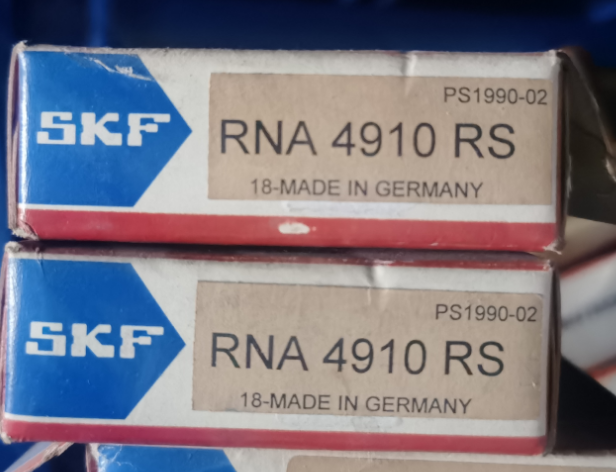 SKF
PS1990-02
RNA 4910 RS
18-MADE IN GERMANY
SKF
PS1990-02
RNA 4910 RS
18-MADE IN GERMANY